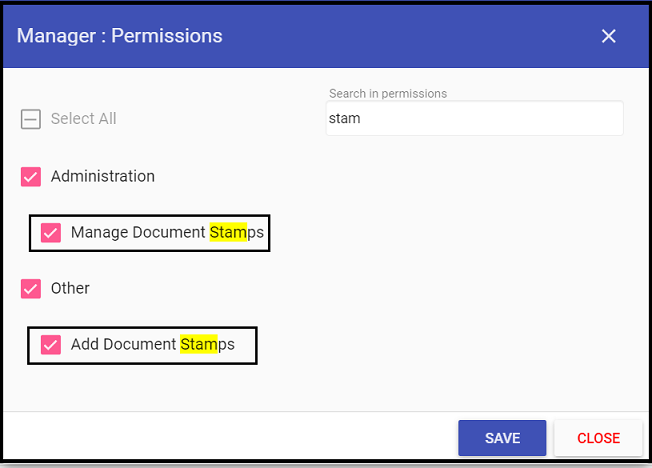 Manager : Permissions
Search in permissions
Select All
stam
Administration
Manage Document Stamps
Other
Add Document Stamps
SAVE
CLOSE